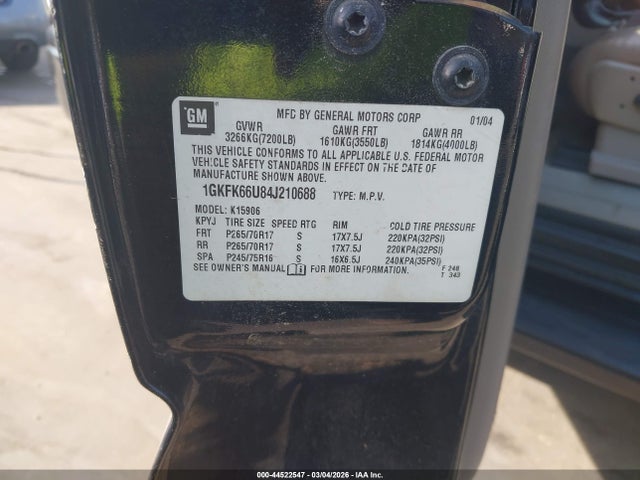 GM
MFD BY GENERAL MOTORS CORP 01/04
GVWR GAWR FRT GAWR RR
3266KG(7200LB) 1610KG(3550LB) 1814KG(4000LB)
THIS VEHICLE CONFORMS TO ALL APPLICABLE U.S. FEDERAL MOTOR
VEHICLE SAFETY STANDARDS IN EFFECT ON THE DATE OF
MANUFACTURE SHOWN ABOVE.
1GKFK66U84J210688 TYPE: M.P.V.
MODEL: K15906
KPYJ TIRE SIZE SPEED RTG RIM COLD TIRE PRESSURE
FRT P265/70R17 S 17X7.5J 220KPA(32PSI)
RR P265/70R17 S 17X7.5J 220KPA(32PSI)
SPA P245/75R16 S 16X6.5J 240KPA(35PSI)
SEE OWNER'S MANUAL FOR MORE INFORMATION.
F 248
T 343
000-44522547 - 03/04/2026 - IAA Inc.